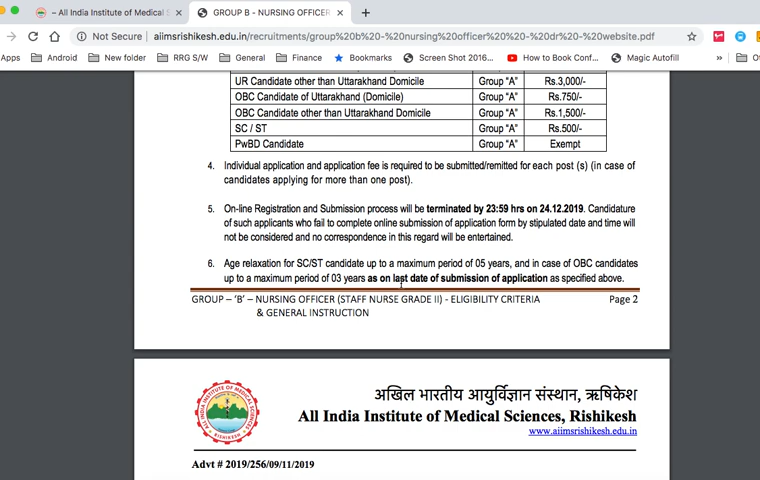 – All India Institute of Medical S
GROUP B - NURSING OFFICER
Not Secure
aiimsrishikesh.edu.in/recruitments/group%20b%20-%20nursing%20officer%20%20-%20dr%20-%20website.pdf
Apps
Android
New folder
RRG S/W
General
Finance
Bookmarks
Screen Shot 2016...
How to Book Conf...
Magic Autofill
UR Candidate other than Uttarakhand Domicile Group "A" Rs.3,000/-
OBC Candidate of Uttarakhand (Domicile) Group "A" Rs.750/-
OBC Candidate other than Uttarakhand Domicile Group "A" Rs.1,500/-
SC / ST Group "A" Rs.500/-
PwBD Candidate Group "A" Exempt
4. Individual application and application fee is required to be submitted/remitted for each post (s) (in case of
candidates applying for more than one post).
5. On-line Registration and Submission process will be terminated by 23:59 hrs on 24.12.2019. Candidature
of such applicants who fail to complete online submission of application form by stipulated date and time will
not be considered and no correspondence in this regard will be entertained.
6. Age relaxation for SC/ST candidate up to a maximum period of 05 years, and in case of OBC candidates
up to a maximum period of 03 years as on last date of submission of application as specified above.
GROUP – 'B' – NURSING OFFICER (STAFF NURSE GRADE II) - ELIGIBILITY CRITERIA
& GENERAL INSTRUCTION
Page 2
अखिल भारतीय आयुर्विज्ञान संस्थान, ऋषिकेश
All India Institute of Medical Sciences, Rishikesh
www.aiimsrishikesh.edu.in
Advt # 2019/256/09/11/2019